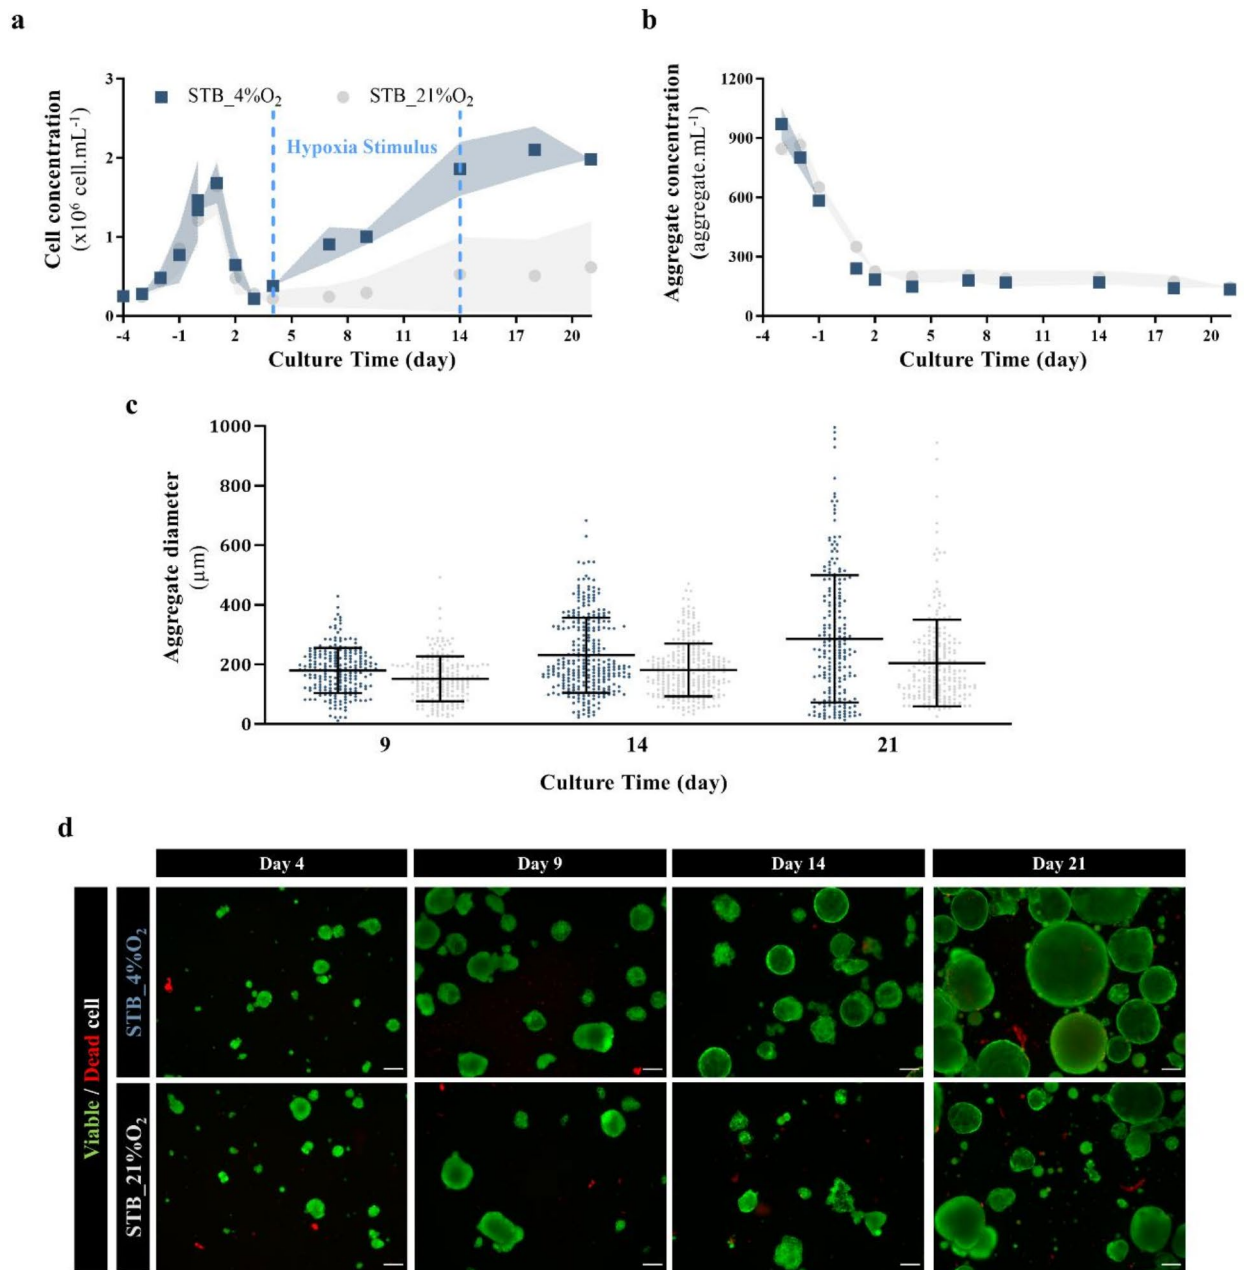 a
b
3
2
1
0
Cell concentration
(x10⁶ cell.mL⁻¹)
STB_4%O₂
STB_21%O₂
Hypoxia Stimulus
-4
-1
2
5
8
11
14
17
20
Culture Time (day)
1200
900
600
300
0
Aggregate concentration
(aggregate.mL⁻¹)
-4
-1
2
5
8
11
14
17
20
Culture Time (day)
c
1000
800
600
400
200
0
Aggregate diameter
(µm)
9
14
21
Culture Time (day)
d
Day 4
Day 9
Day 14
Day 21
Viable / Dead cell
STB_4%O₂
STB_21%O₂